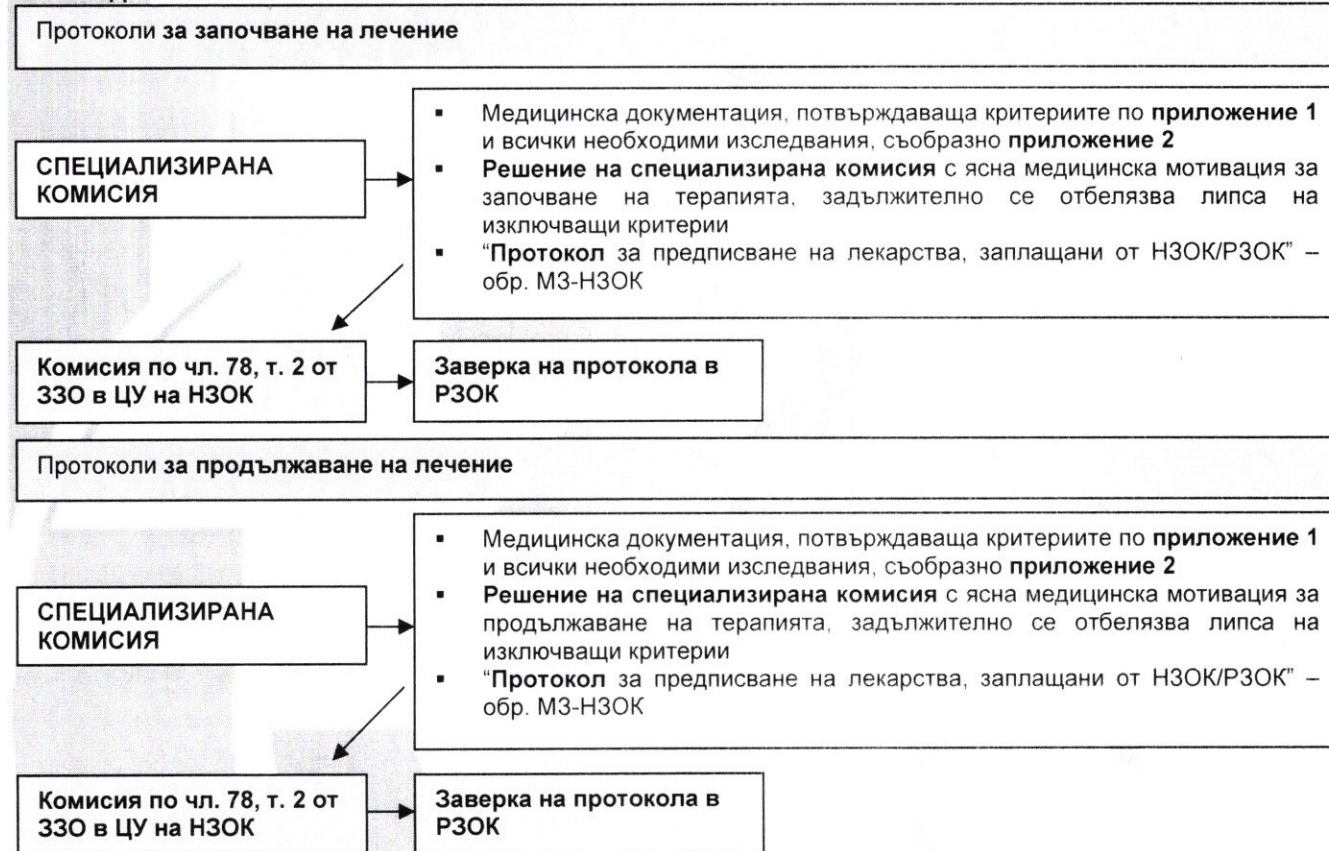 Протоколи за започване на лечение
СПЕЦИАЛИЗИРАНА
КОМИСИЯ
▪ Медицинска документация, потвърждаваща критериите по приложение 1
и всички необходими изследвания, съобразно приложение 2
▪ Решение на специализирана комисия с ясна медицинска мотивация за
започване на терапията, задължително се отбелязва липса на
изключващи критерии
▪ “Протокол за предписване на лекарства, заплащани от НЗОК/РЗОК” –
обр. МЗ-НЗОК
Комисия по чл. 78, т. 2 от
ЗЗО в ЦУ на НЗОК
Заверка на протокола в
РЗОК
Протоколи за продължаване на лечение
СПЕЦИАЛИЗИРАНА
КОМИСИЯ
▪ Медицинска документация, потвърждаваща критериите по приложение 1
и всички необходими изследвания, съобразно приложение 2
▪ Решение на специализирана комисия с ясна медицинска мотивация за
продължаване на терапията, задължително се отбелязва липса на
изключващи критерии
▪ “Протокол за предписване на лекарства, заплащани от НЗОК/РЗОК” –
обр. МЗ-НЗОК
Комисия по чл. 78, т. 2 от
ЗЗО в ЦУ на НЗОК
Заверка на протокола в
РЗОК